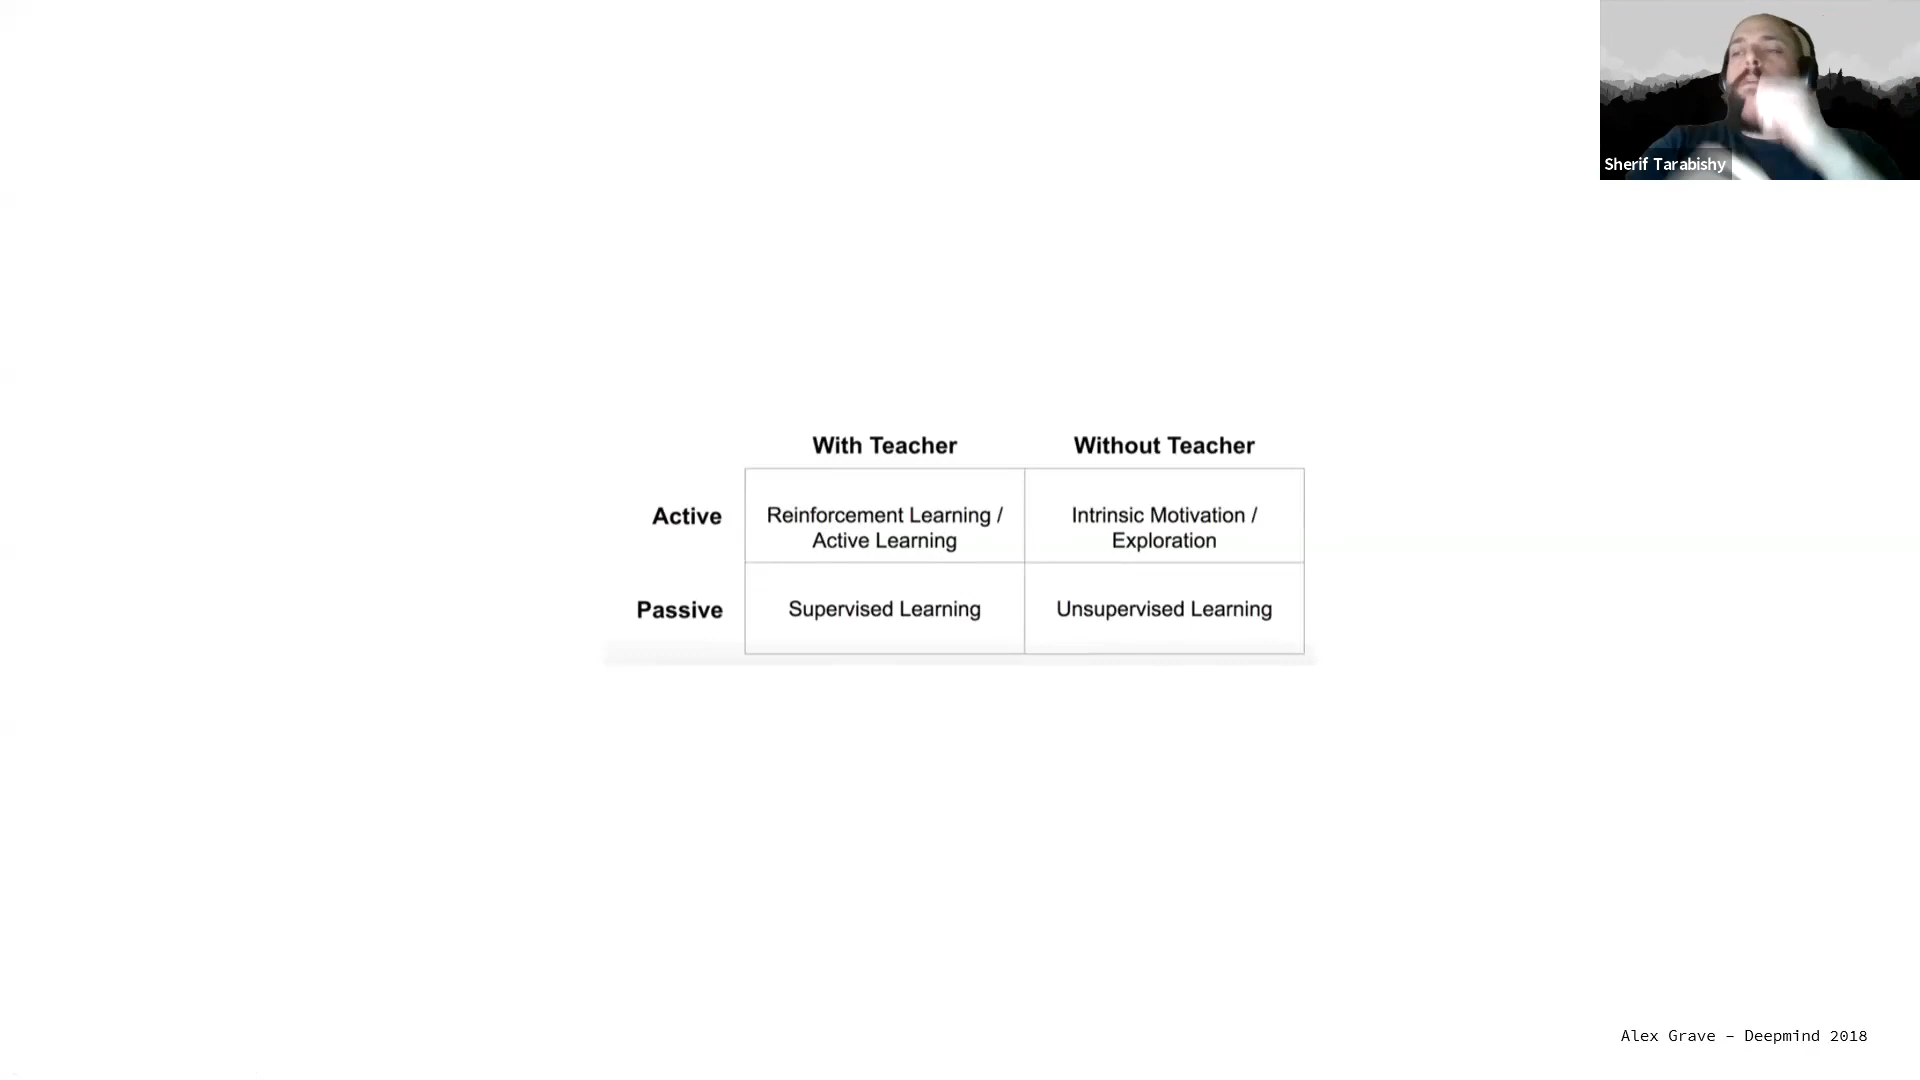 Sherif Tarabishy
With Teacher Without Teacher
Active Reinforcement Learning / Intrinsic Motivation /
Active Learning Exploration
Passive Supervised Learning Unsupervised Learning
Alex Grave – Deepmind 2018